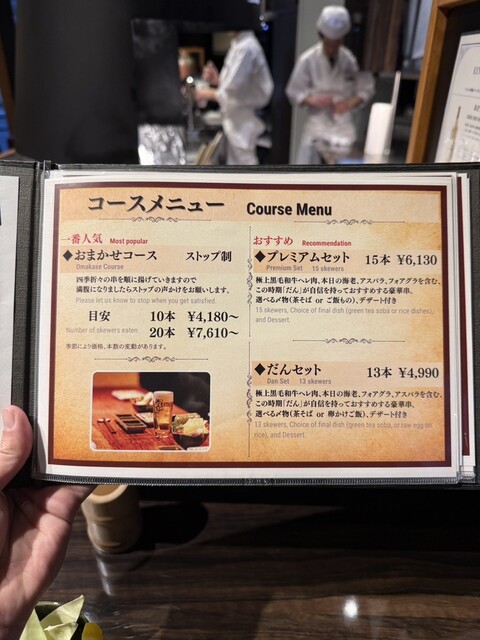 コースメニュー Course Menu
一番人気 Most popular
◆おまかせコース ストップ制
Omakase Course
四季折々の串を順に揚げていきますので
満腹になりましたらストップの声かけをお願いします。
Please let us know to stop when you get satisfied.
目安 10本 ¥4,180〜
Number of skewers eaten
20本 ¥7,610〜
季節により価格、本数の変動があります。
おすすめ Recommendation
◆プレミアムセット 15本 ¥6,130
Premium Set 15 skewers
極上黒毛和牛ヘレ肉、本日の海老、アスパラ、フォアグラを含む、
この時期「だん」が自信を持っておすすめする豪華串、
選べる〆物(茶そば or ご飯もの)、デザート付き
15 skewers, Choice of final dish (green tea soba or rice dishes),
and Dessert.
◆だんセット 13本 ¥4,990
Dan Set 13 skewers
極上黒毛和牛ヘレ肉、本日の海老、フォアグラ、アスパラを含む、
この時期「だん」が自信を持っておすすめする豪華串、
選べる〆物(茶そば or 卵かけご飯)、デザート付き
13 skewers, Choice of final dish (green tea soba, or raw egg on
rice), and Dessert.